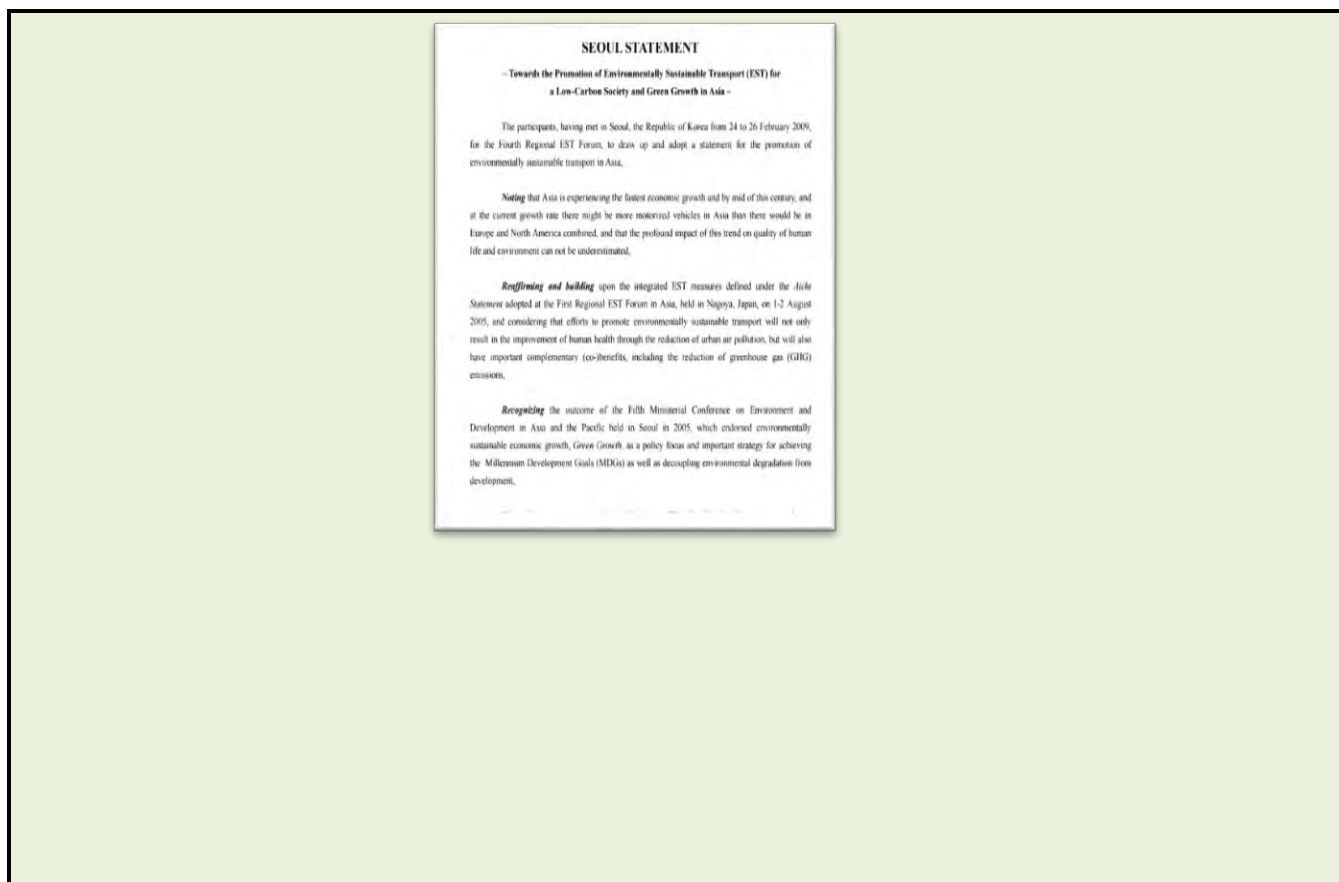 SEOUL STATEMENT
– Towards the Promotion of Environmentally Sustainable Transport (EST) for
a Low-Carbon Society and Green Growth in Asia –
The participants, having met in Seoul, the Republic of Korea from 24 to 26 February 2009,
for the Fourth Regional EST Forum, to draw up and adopt a statement for the promotion of
environmentally sustainable transport in Asia,
Noting that Asia is experiencing the fastest economic growth and by mid of this century, and
at the current growth rate there might be more motorized vehicles in Asia than there would be in
Europe and North America combined, and that the profound impact of this trend on quality of human
life and environment can not be underestimated,
Reaffirming and building upon the integrated EST measures defined under the Aichi
Statement adopted at the First Regional EST Forum in Asia, held in Nagoya, Japan, on 1-2 August
2005, and considering that efforts to promote environmentally sustainable transport will not only
result in the improvement of human health through the reduction of urban air pollution, but will also
have important complementary (co-)benefits, including the reduction of greenhouse gas (GHG)
emissions,
Recognizing the outcome of the Fifth Ministerial Conference on Environment and
Development in Asia and the Pacific held in Seoul in 2005, which endorsed environmentally
sustainable economic growth, Green Growth, as a policy focus and important strategy for achieving
the Millennium Development Goals (MDGs) as well as decoupling environmental degradation from
development,